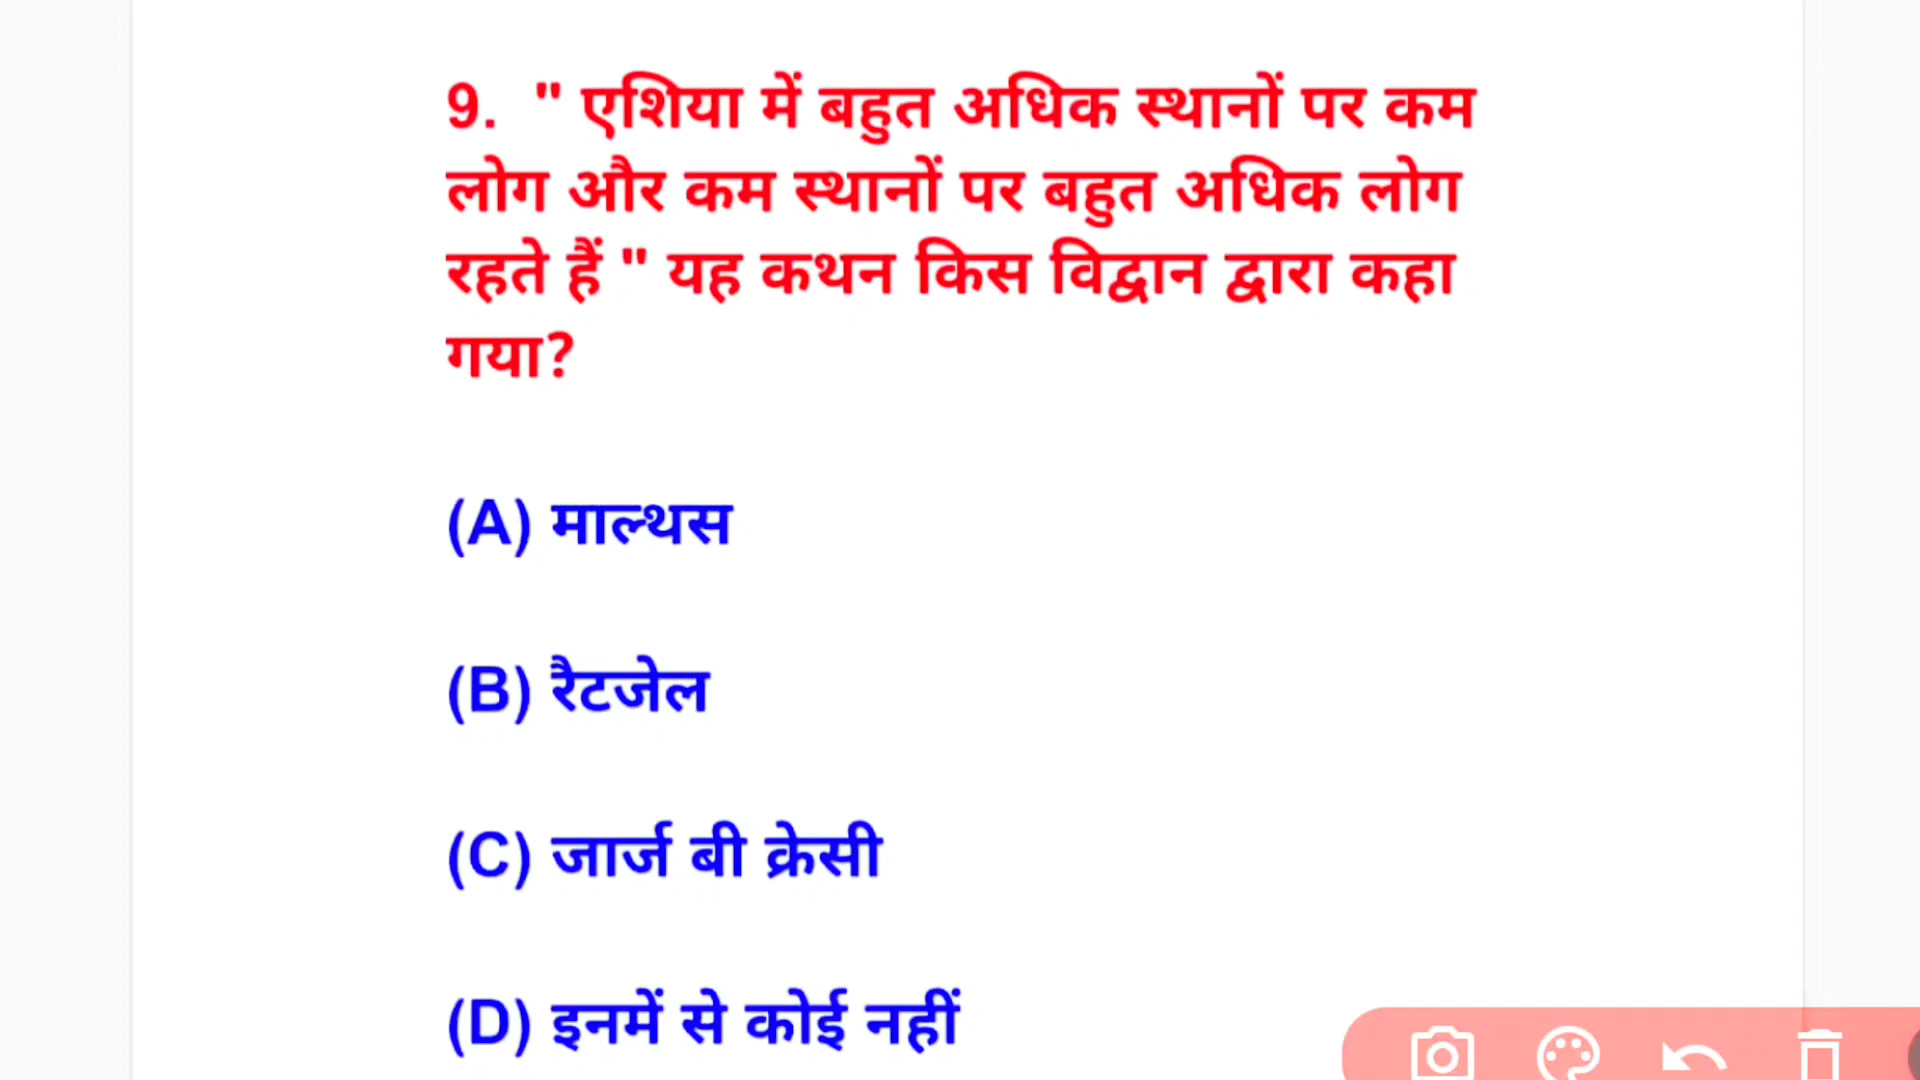 9. " एशिया में बहुत अधिक स्थानों पर कम
लोग और कम स्थानों पर बहुत अधिक लोग
रहते हैं " यह कथन किस विद्वान द्वारा कहा
गया?
(A) माल्थस
(B) रैटजेल
(C) जार्ज बी क्रेसी
(D) इनमें से कोई नहीं